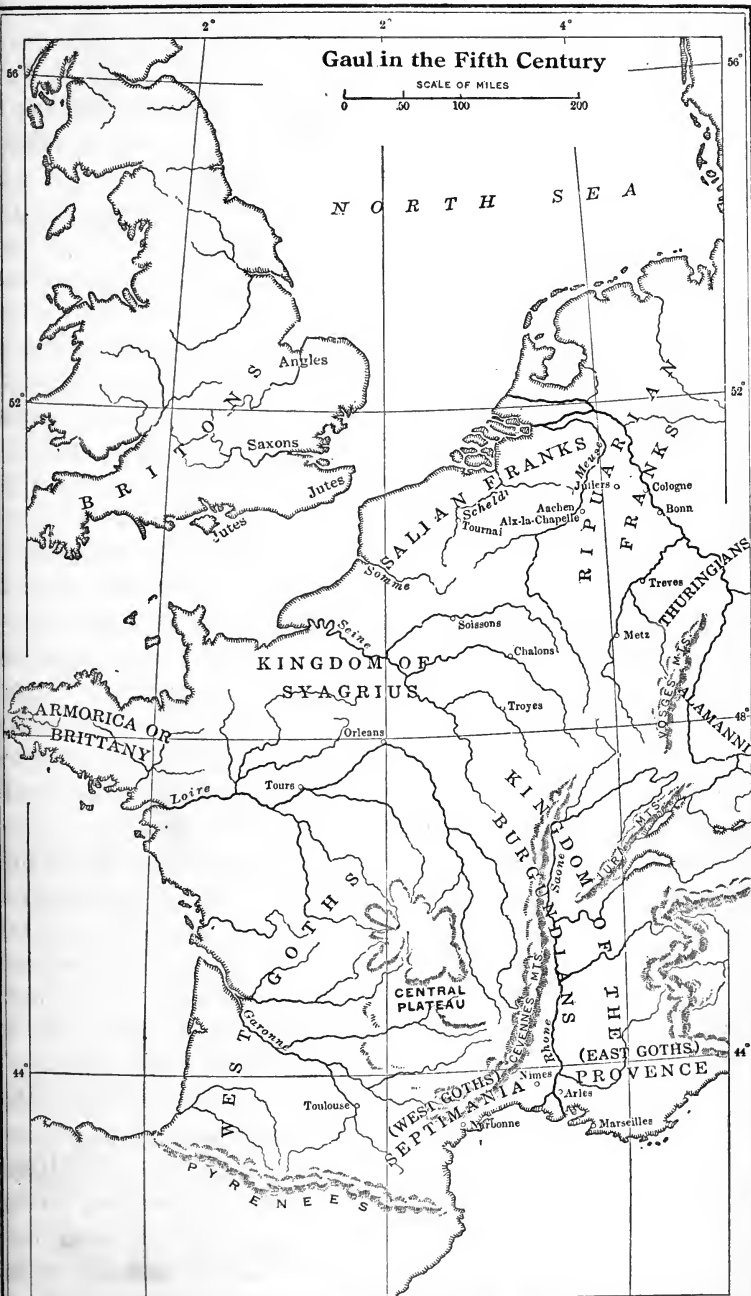 2° 2° 4°
Gaul in the Fifth Century
SCALE OF MILES
0 50 100 200
56° 56°
NORTH SEA
BRITONS
Angles
Saxons
Jutes
Jutes
52° 52°
SALIAN FRANKS
RIPUARIAN
FRANKS
Meuse
Scheldt
Juliers
Cologne
Aachen
Aix-la-Chapelle
Bonn
Tournai
Somme
Treves
THURINGIANS
Seine
Soissons
Metz
Chalons
KINGDOM OF
SYAGRIUS
VOSGES MTS.
Troyes
ALAMANNI
ARMORICA OR
BRITTANY
48° 48°
Orleans
Loire
Tours
KINGDOM OF THE
BURGUNDIANS
JURA MTS.
Saone
WEST GOTHS
CENTRAL
PLATEAU
CEVENNES MTS.
Garonne
Rhone
(EAST GOTHS)
PROVENCE
44° 44°
(WEST GOTHS)
SEPTIMANIA
Nimes
Arles
Toulouse
Narbonne
Marseilles
PYRENEES